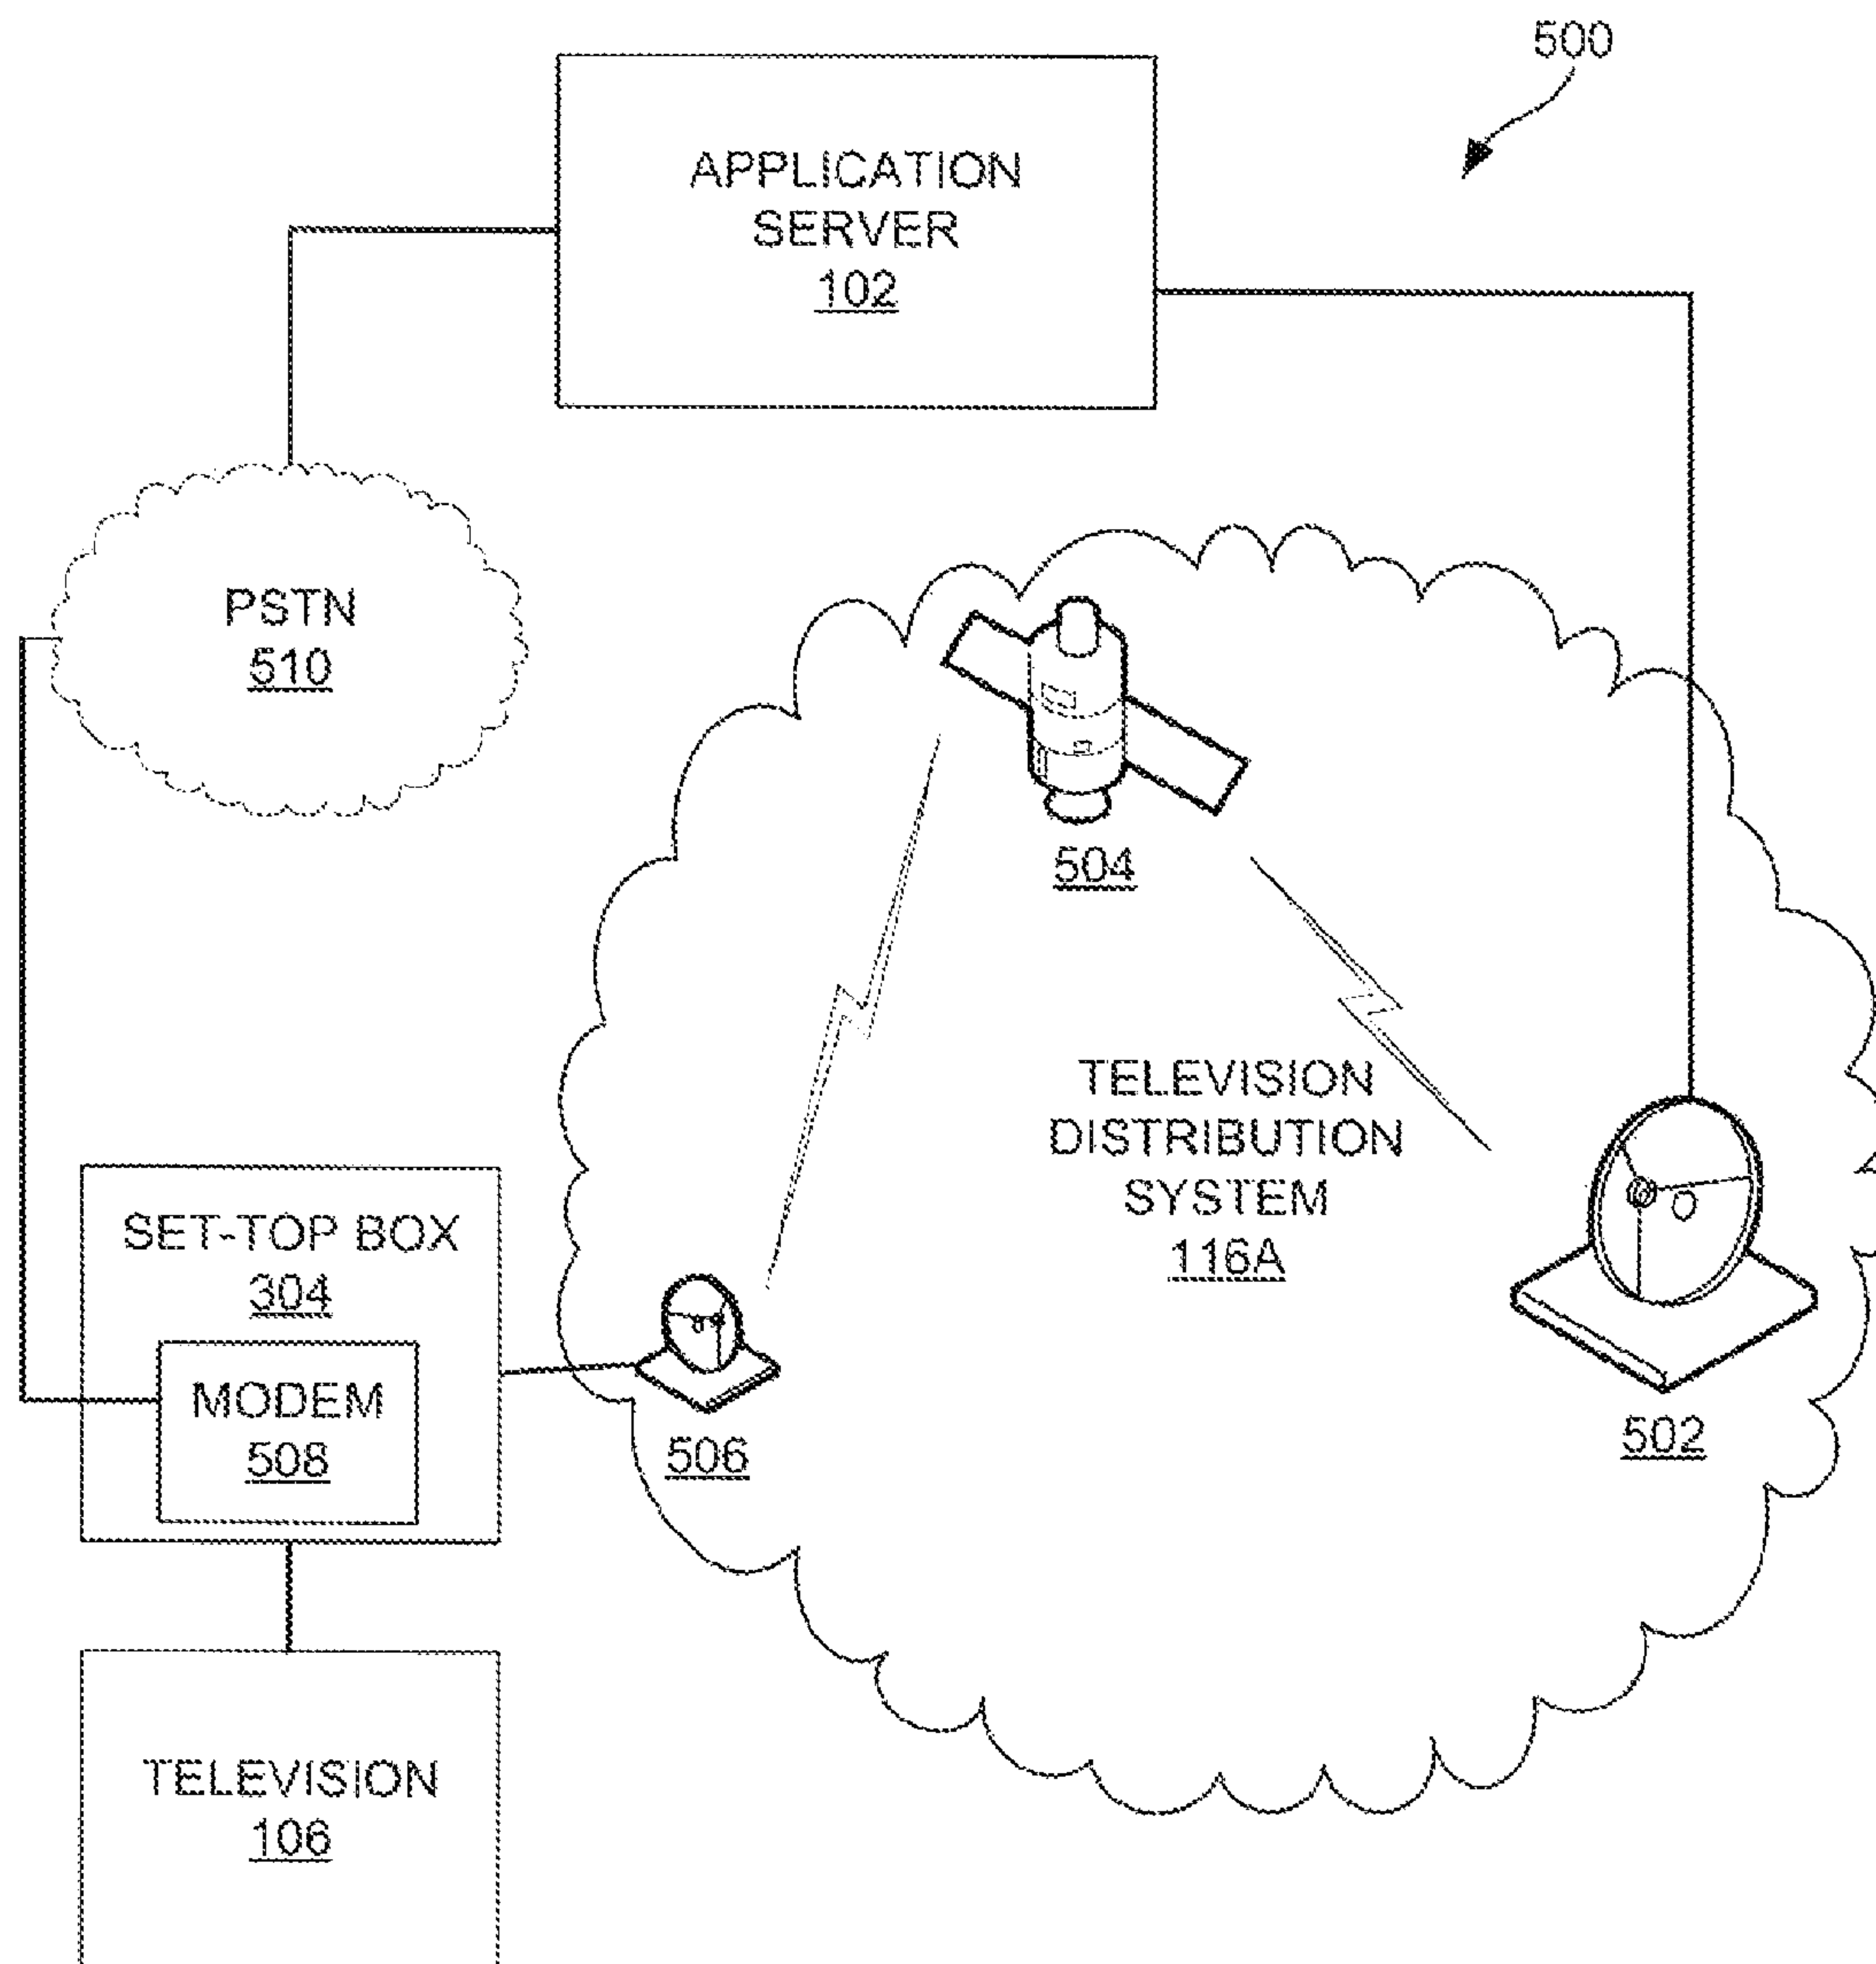 500
APPLICATION
SERVER
102
PSTN
510
504
TELEVISION
DISTRIBUTION
SYSTEM
116A
SET-TOP BOX
304
MODEM
508
506
502
TELEVISION
106